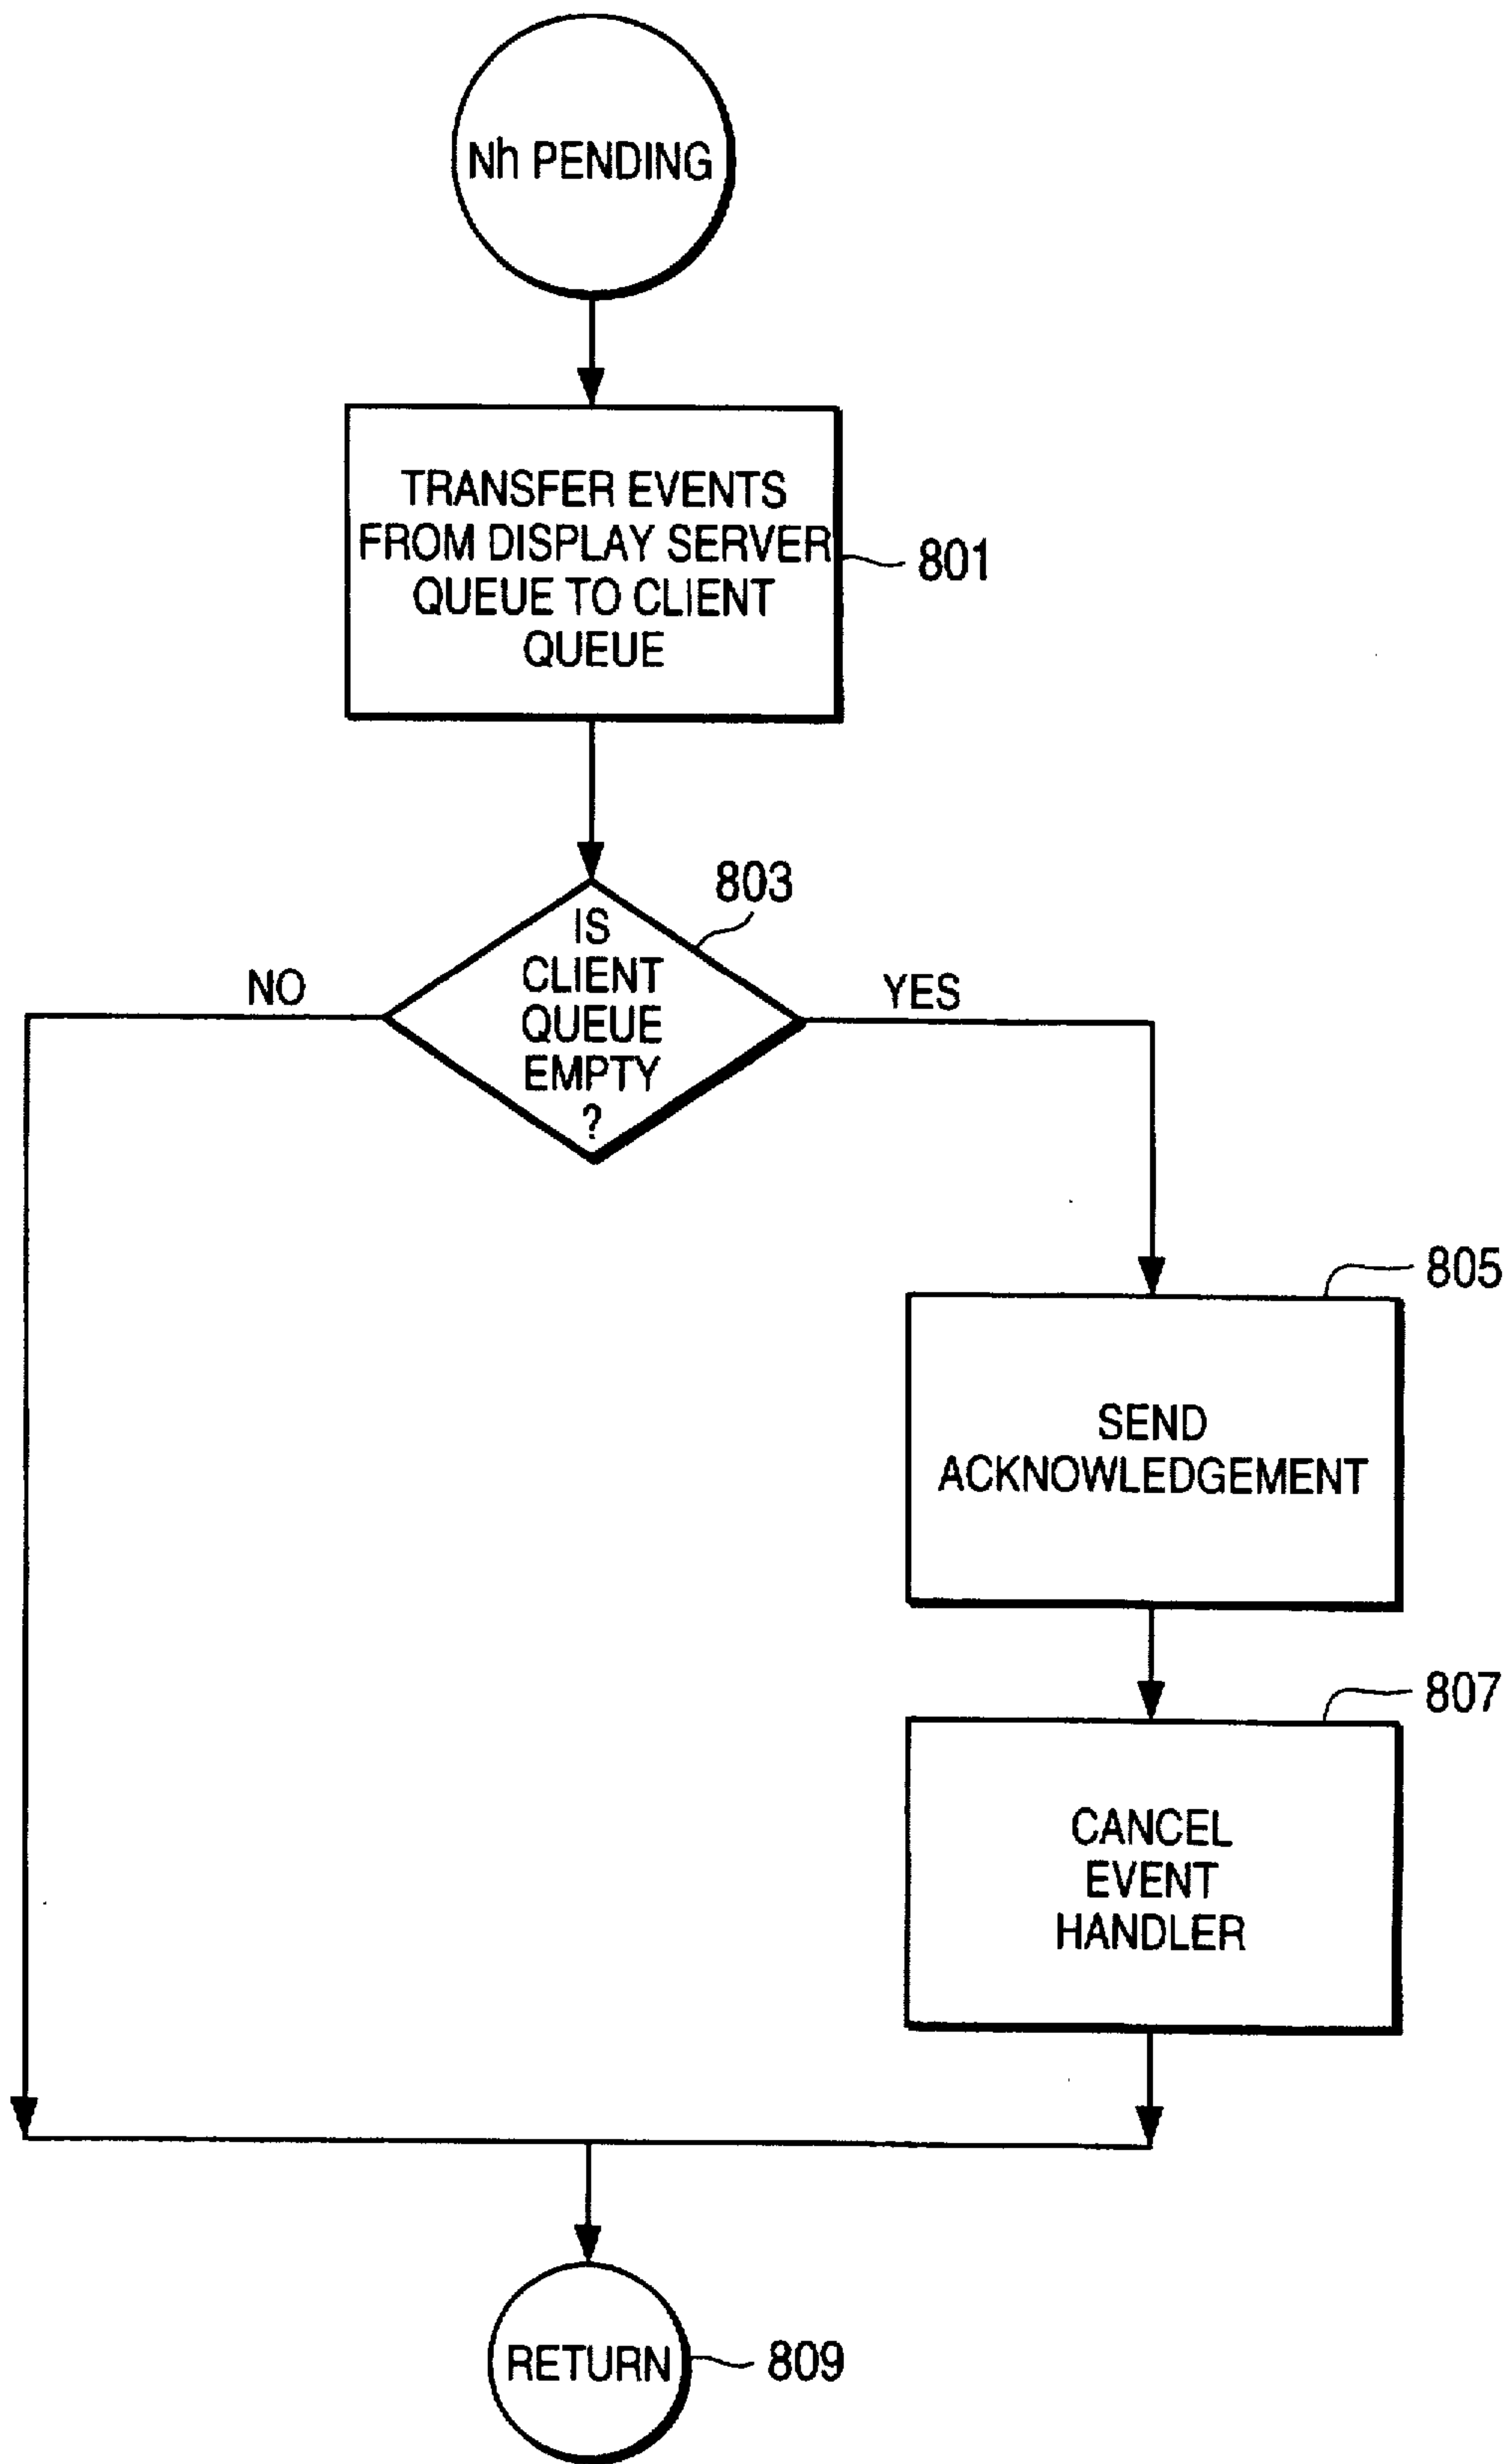 Nh PENDING
TRANSFER EVENTS
FROM DISPLAY SERVER
QUEUE TO CLIENT
QUEUE
801
803
IS
CLIENT
QUEUE
EMPTY
?
NO
YES
805
SEND
ACKNOWLEDGEMENT
807
CANCEL
EVENT
HANDLER
RETURN
809